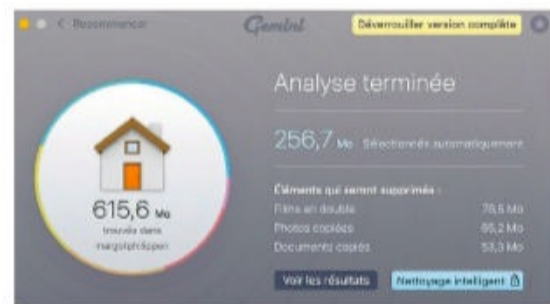 < Recommencer
Gemini
Déverrouiller version complète
Analyse terminée
256,7 Mo Sélectionnés automatiquement
615,6 Mo
trouvés dans
margotphilippen
Éléments qui seront supprimés :
Films en double 76,5 Mo
Photos copiées 65,2 Mo
Documents copiés 53,3 Mo
Voir les résultats
Nettoyage intelligent